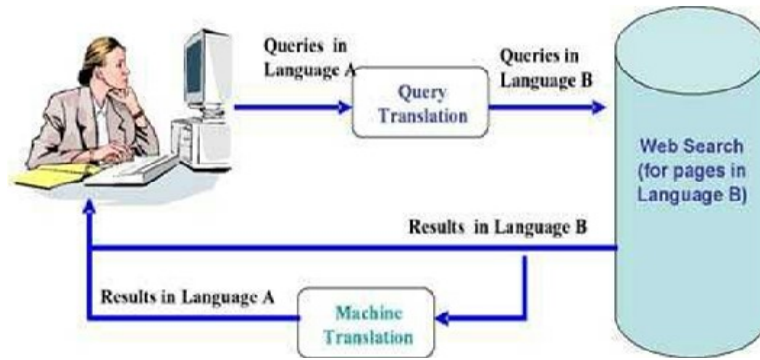 Queries in
Language A
Queries in
Language B
Query
Translation
Web Search
(for pages in
Language B)
Results in Language B
Results in Language A
Machine
Translation